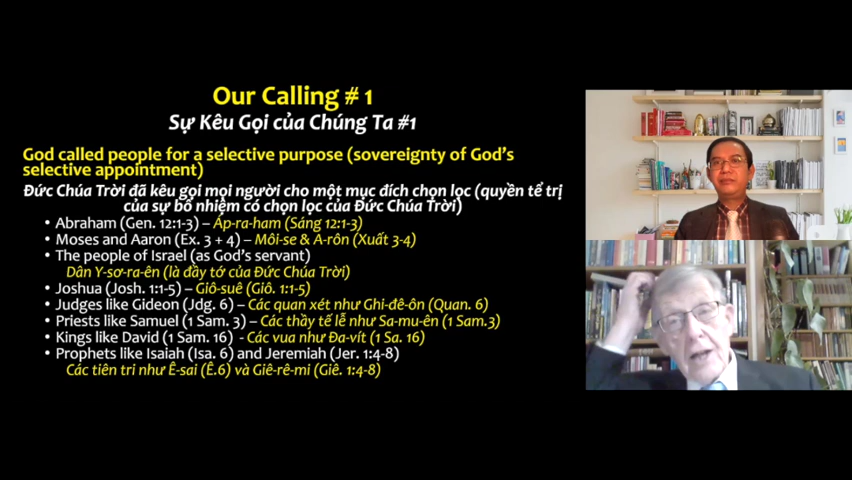 Our Calling # 1
Sự Kêu Gọi của Chúng Ta #1
God called people for a selective purpose (sovereignty of God's
selective appointment)
Đức Chúa Trời đã kêu gọi mọi người cho một mục đích chọn lọc (quyền tể trị
của sự bổ nhiệm có chọn lọc của Đức Chúa Trời)
• Abraham (Gen. 12:1-3) – Áp-ra-ham (Sáng 12:1-3)
• Moses and Aaron (Ex. 3 + 4) – Môi-se & A-rôn (Xuất 3-4)
• The people of Israel (as God's servant)
Dân Y-sơ-ra-ên (là đầy tớ của Đức Chúa Trời)
• Joshua (Josh. 1:1-5) – Giô-suê (Giô. 1:1-5)
• Judges like Gideon (Jdg. 6) – Các quan xét như Ghi-đê-ôn (Quan. 6)
• Priests like Samuel (1 Sam. 3) – Các thầy tế lễ như Sa-mu-ên (1 Sam.3)
• Kings like David (1 Sam. 16) - Các vua như Đa-vít (1 Sa. 16)
• Prophets like Isaiah (Isa. 6) and Jeremiah (Jer. 1:4-8)
Các tiên tri như Ê-sai (Ê.6) và Giê-rê-mi (Giê. 1:4-8)